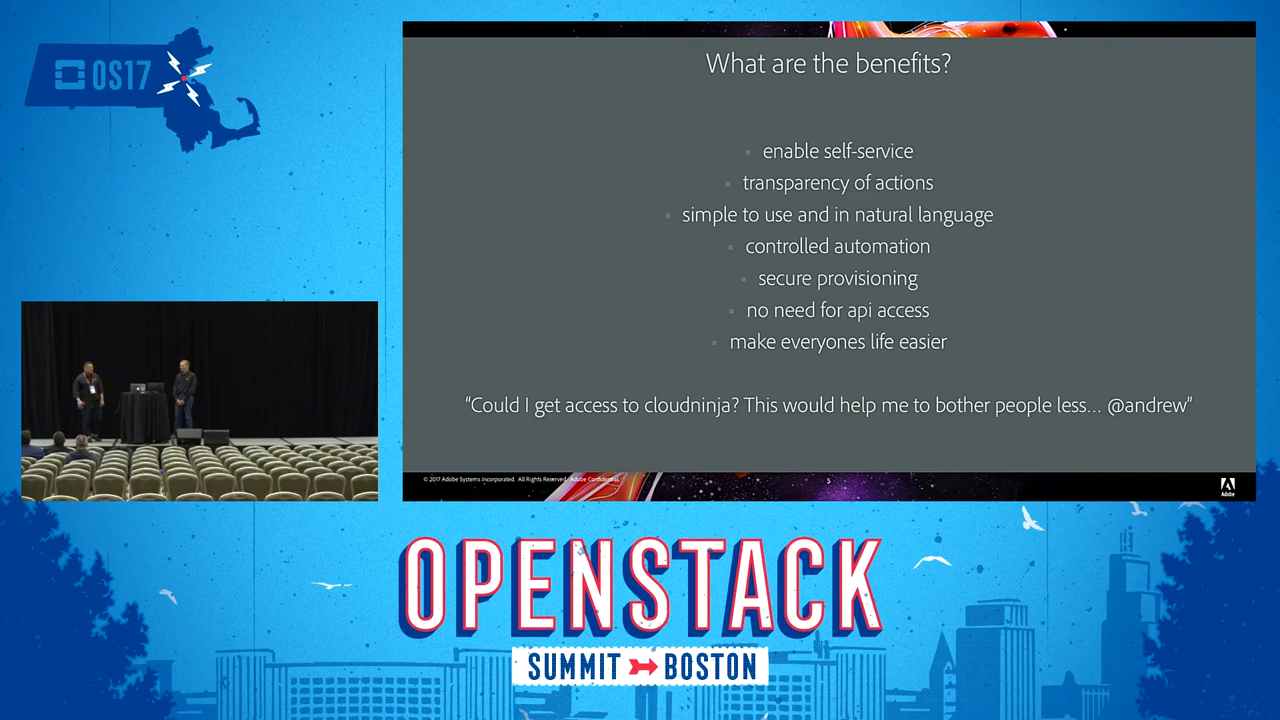 OS17
What are the benefits?
enable self-service
transparency of actions
simple to use and in natural language
controlled automation
secure provisioning
no need for api access
make everyones life easier
“Could I get access to cloudninja? This would help me to bother people less... @andrew”
© 2017 Adobe Systems Incorporated. All Rights Reserved. Adobe Confidential.
5
Adobe
OPENSTACK
SUMMIT BOSTON